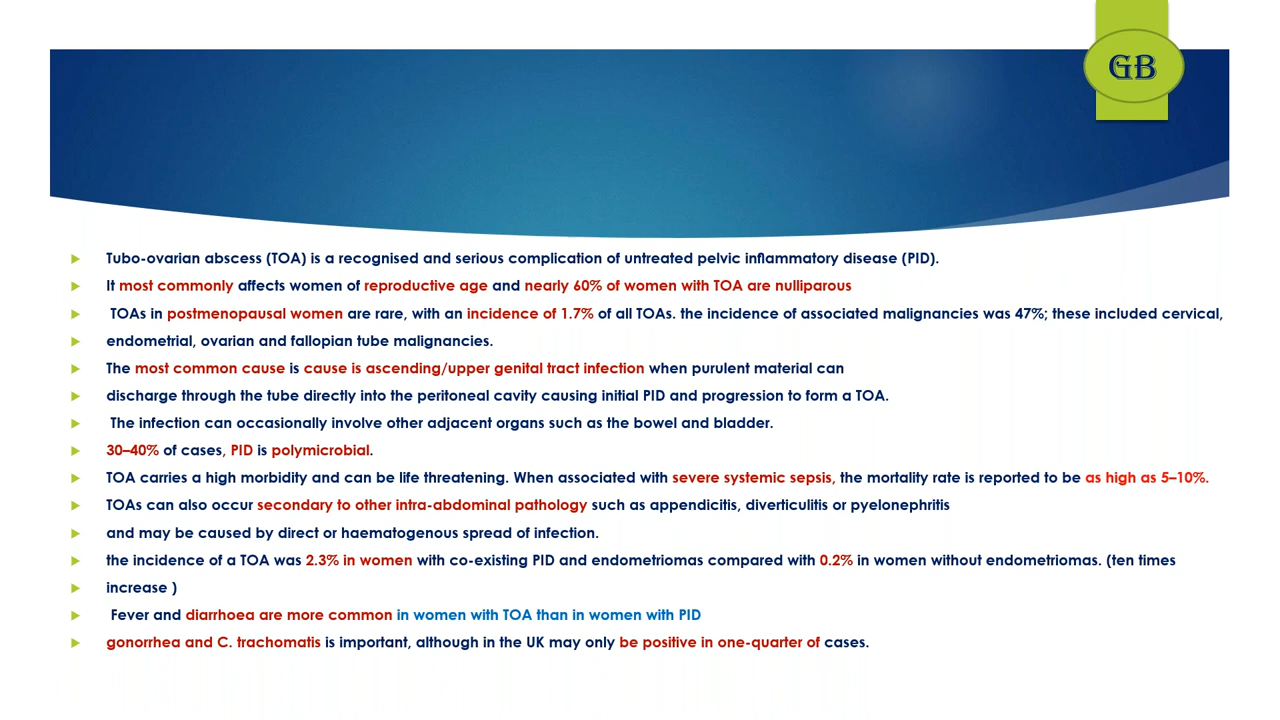 GB
Tubo-ovarian abscess (TOA) is a recognised and serious complication of untreated pelvic inflammatory disease (PID).
It most commonly affects women of reproductive age and nearly 60% of women with TOA are nulliparous
TOAs in postmenopausal women are rare, with an incidence of 1.7% of all TOAs. the incidence of associated malignancies was 47%; these included cervical,
endometrial, ovarian and fallopian tube malignancies.
The most common cause is cause is ascending/upper genital tract infection when purulent material can
discharge through the tube directly into the peritoneal cavity causing initial PID and progression to form a TOA.
The infection can occasionally involve other adjacent organs such as the bowel and bladder.
30–40% of cases, PID is polymicrobial.
TOA carries a high morbidity and can be life threatening. When associated with severe systemic sepsis, the mortality rate is reported to be as high as 5–10%.
TOAs can also occur secondary to other intra-abdominal pathology such as appendicitis, diverticulitis or pyelonephritis
and may be caused by direct or haematogenous spread of infection.
the incidence of a TOA was 2.3% in women with co-existing PID and endometriomas compared with 0.2% in women without endometriomas. (ten times
increase )
Fever and diarrhoea are more common in women with TOA than in women with PID
gonorrhea and C. trachomatis is important, although in the UK may only be positive in one-quarter of cases.